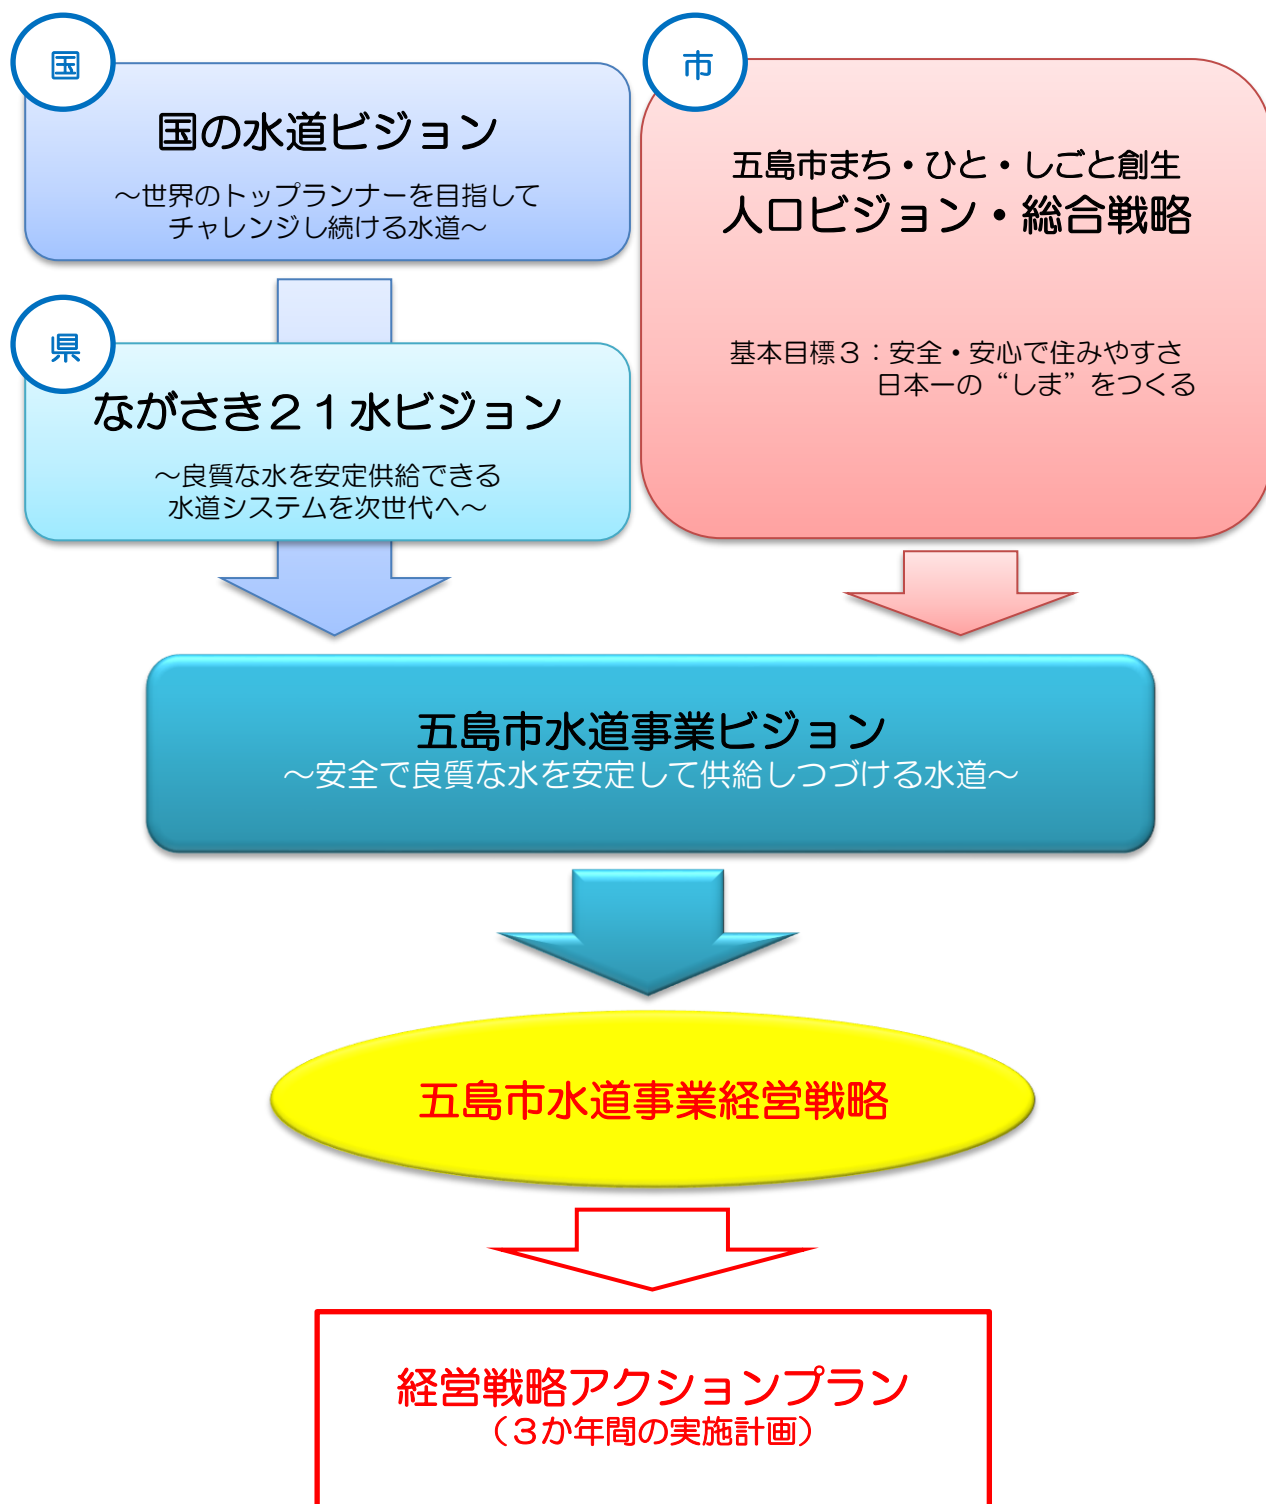 国
国の水道ビジョン
～世界のトップランナーを目指して
チャレンジし続ける水道～
県
ながさき２１水ビジョン
～良質な水を安定供給できる
水道システムを次世代へ～
市
五島市まち・ひと・しごと創生
人口ビジョン・総合戦略
基本目標３：安全・安心で住みやすさ
日本一の“しま”をつくる
五島市水道事業ビジョン
～安全で良質な水を安定して供給しつづける水道～
五島市水道事業経営戦略
経営戦略アクションプラン
（３か年間の実施計画）